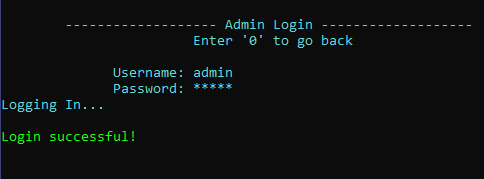 ------------------- Admin Login -------------------
Enter '0' to go back
Username: admin
Password: *****
Logging In...
Login successful!